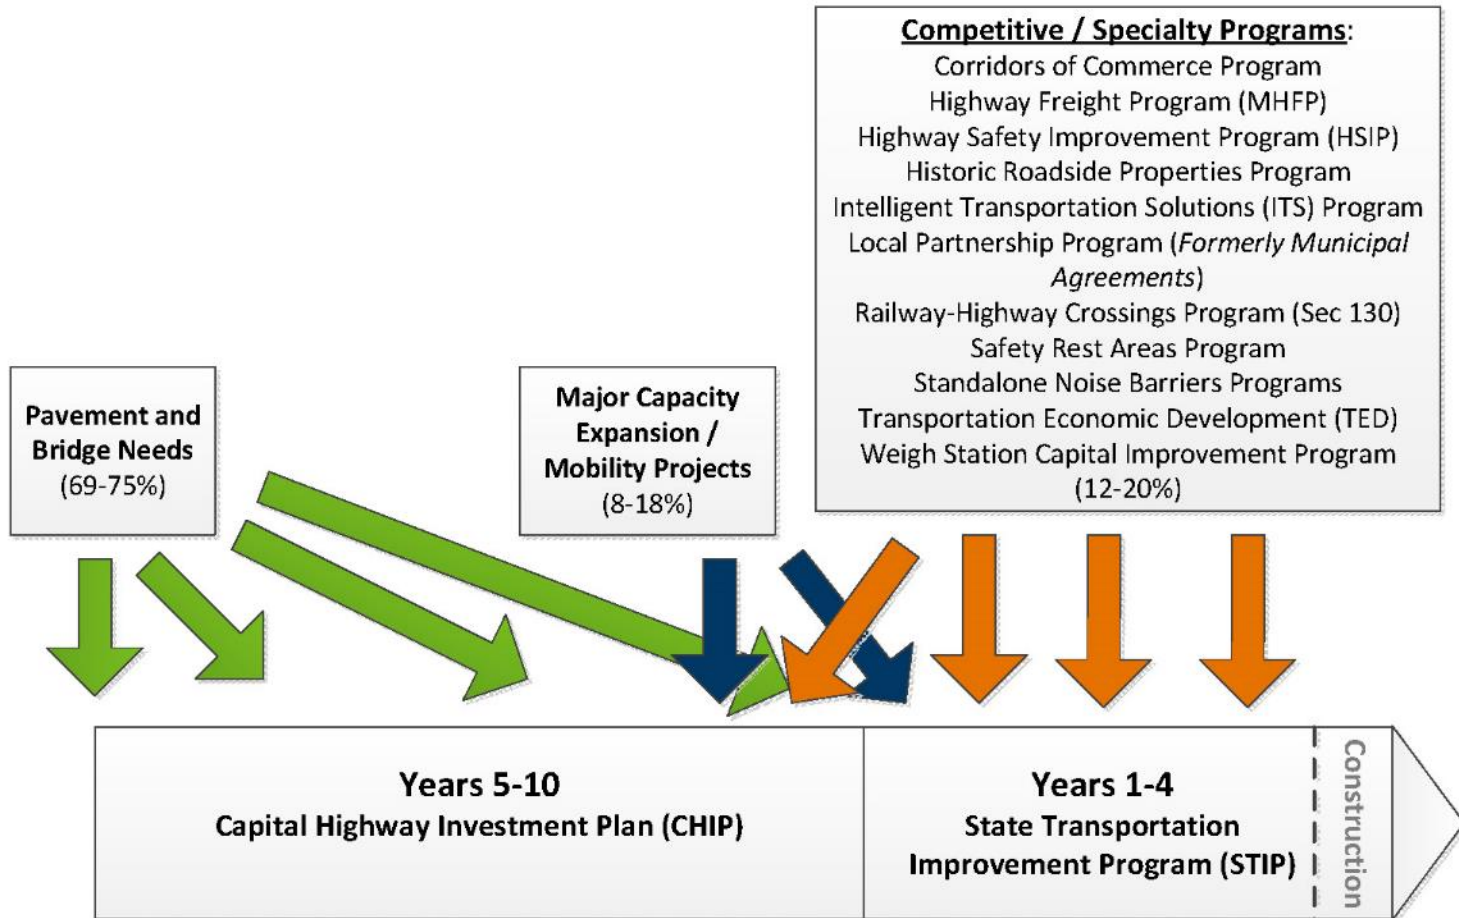 Competitive / Specialty Programs:
Corridors of Commerce Program
Highway Freight Program (MHFP)
Highway Safety Improvement Program (HSIP)
Historic Roadside Properties Program
Intelligent Transportation Solutions (ITS) Program
Local Partnership Program (Formerly Municipal
Agreements)
Railway-Highway Crossings Program (Sec 130)
Safety Rest Areas Program
Standalone Noise Barriers Programs
Transportation Economic Development (TED)
Weigh Station Capital Improvement Program
(12-20%)
Pavement and
Bridge Needs
(69-75%)
Major Capacity
Expansion /
Mobility Projects
(8-18%)
Years 5-10
Capital Highway Investment Plan (CHIP)
Years 1-4
State Transportation
Improvement Program (STIP)
Construction